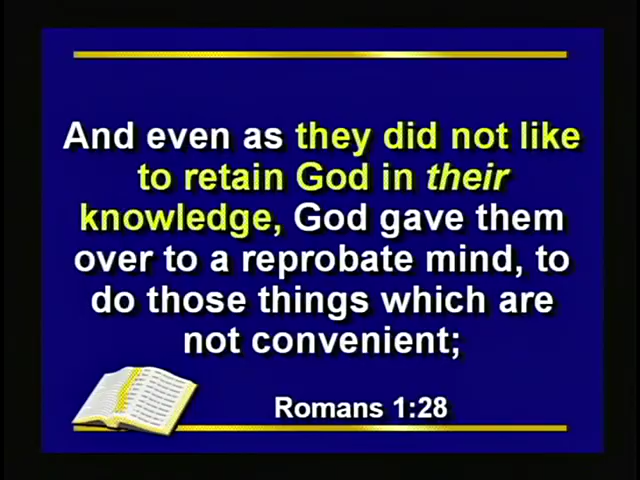 And even as they did not like
to retain God in their
knowledge, God gave them
over to a reprobate mind, to
do those things which are
not convenient;
Romans 1:28